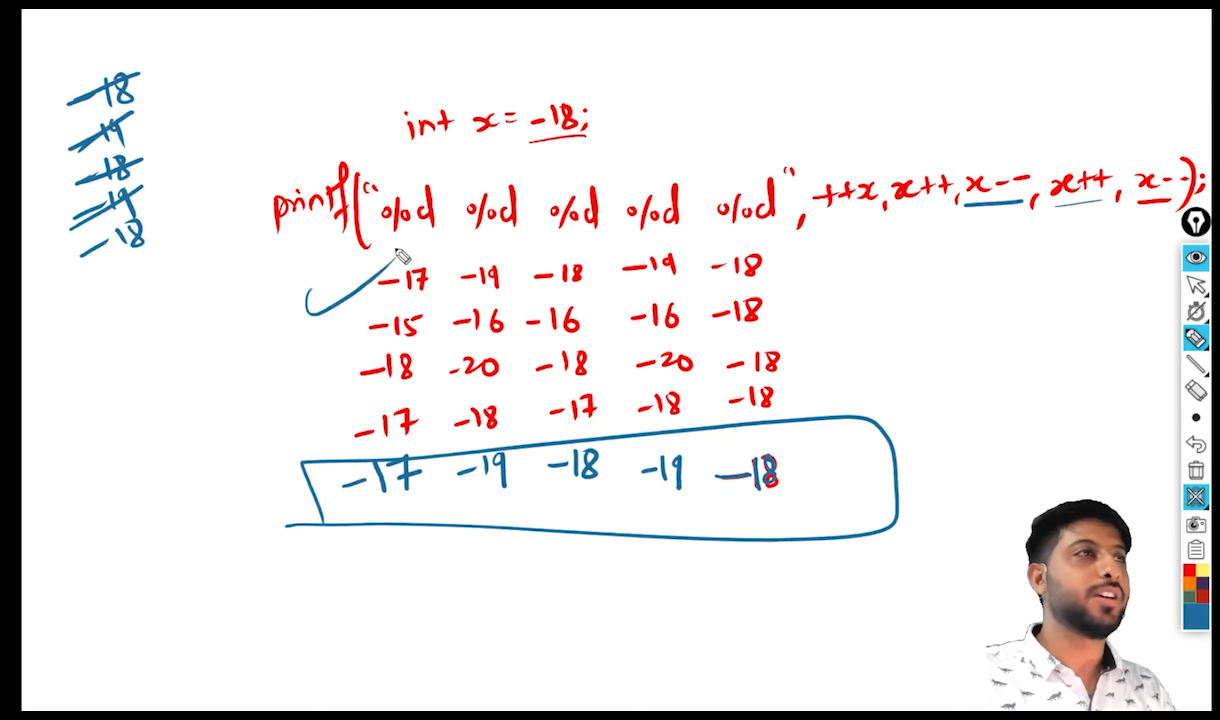 -18
-19
-18
-19
-18
int x = -18;
printf("%d %d %d %d %d", ++x, x++, x--, x++, x--);
-17 -19 -18 -19 -18
-15 -16 -16 -16 -18
-18 -20 -18 -20 -18
-17 -18 -17 -18 -18
-17 -19 -18 -19 -18